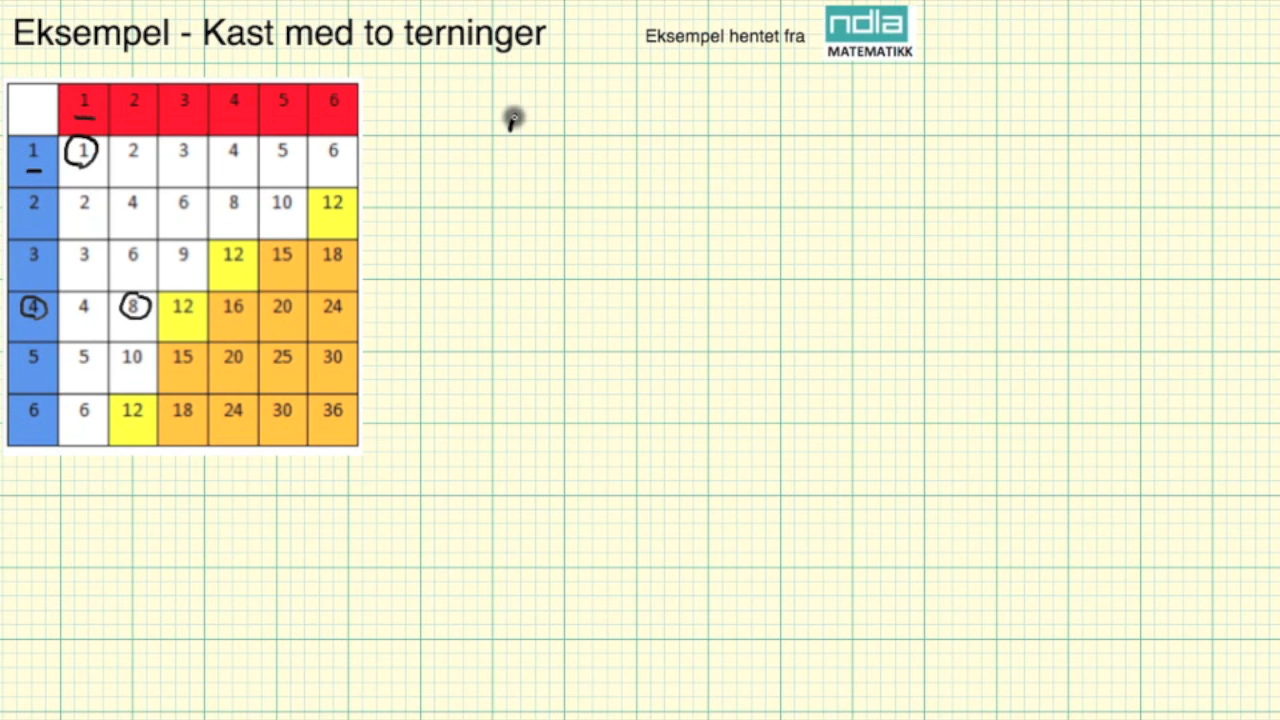 Eksempel - Kast med to terninger
Eksempel hentet fra
ndla
MATEMATIKK
1 2 3 4 5 6
1 1 2 3 4 5 6
2 2 4 6 8 10 12
3 3 6 9 12 15 18
4 4 8 12 16 20 24
5 5 10 15 20 25 30
6 6 12 18 24 30 36